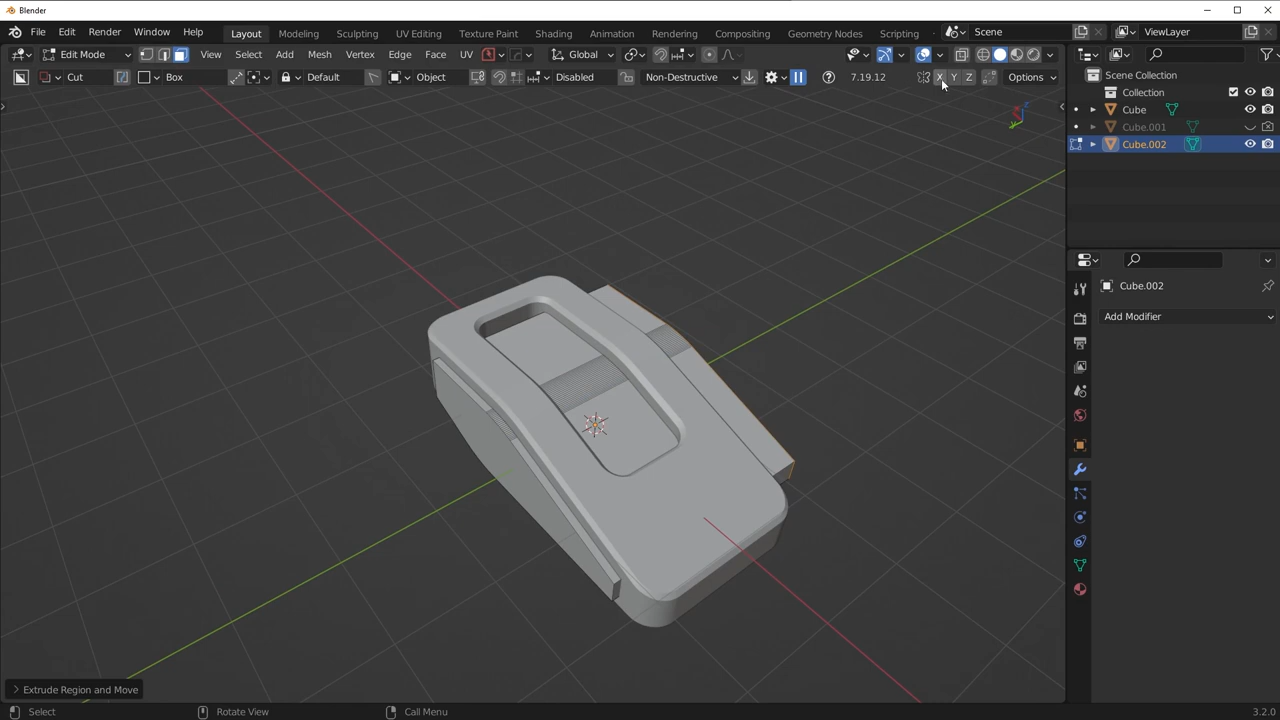 Blender
File Edit Render Window Help Layout Modeling Sculpting UV Editing Texture Paint Shading Animation Rendering Compositing Geometry Nodes Scripting Scene ViewLayer
Edit Mode View Select Add Mesh Vertex Edge Face UV Global
Cut Box Default Object Disabled Non-Destructive 7.19.12 X Y Z Options
Scene Collection
Collection
Cube
Cube.001
Cube.002
Cube.002
Add Modifier
Extrude Region and Move
Select Rotate View Call Menu 3.2.0